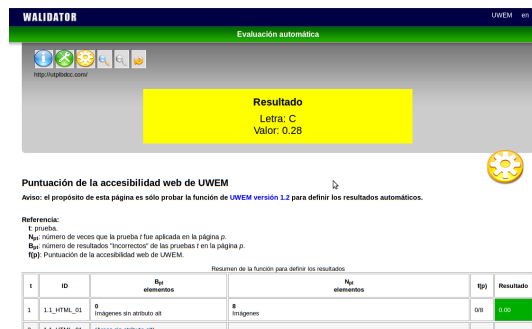 WALIDATOR
UWEM en
Evaluación automática
http://utplbdcc.com/
Resultado
Letra: C
Valor: 0.28
Puntuación de la accesibilidad web de UWEM
Aviso: el propósito de esta página es sólo probar la función de UWEM versión 1.2 para definir los resultados automáticos.
Referencia:
t: prueba.
Npt: número de veces que la prueba t fue aplicada en la página p.
Bpt: número de resultados "Incorrectos" de las pruebas t en la página p.
f(p): Puntuación de la accesibilidad web de UWEM.
Resumen de la función para definir los resultados
t ID Bpt elementos Npt elementos f(p) Resultado
1 1.1_HTML_01 0 Imágenes sin atributo alt 8 Imágenes 0/8 0.00